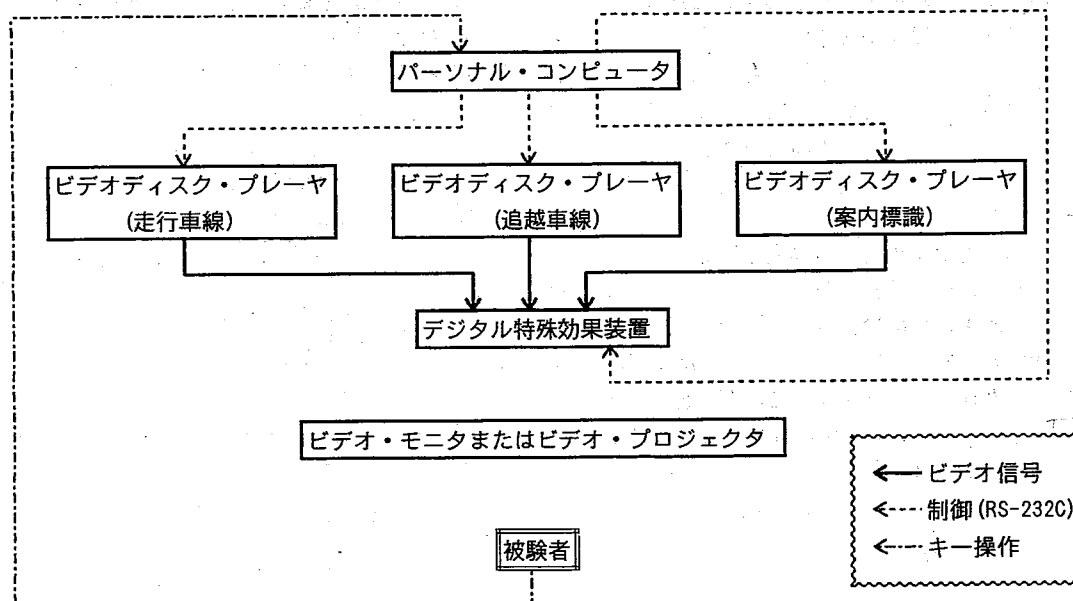 パーソナル・コンピュータ
ビデオディスク・プレーヤ
(走行車線)
ビデオディスク・プレーヤ
(追越車線)
ビデオディスク・プレーヤ
(案内標識)
デジタル特殊効果装置
ビデオ・モニタまたはビデオ・プロジェクタ
ビデオ信号
制御(RS-232C)
キー操作
被験者